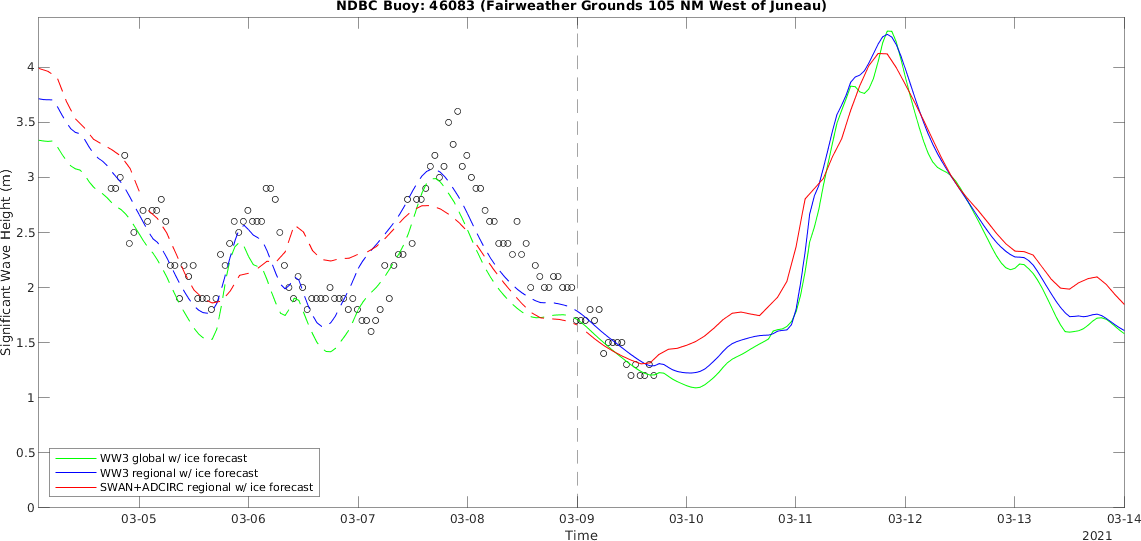 NDBC Buoy: 46083 (Fairweather Grounds 105 NM West of Juneau)
Significant Wave Height (m)
4
3.5
3
2.5
2
1.5
1
0.5
0
WW3 global w/ ice forecast
WW3 regional w/ ice forecast
SWAN+ADCIRC regional w/ ice forecast
03-05 03-06 03-07 03-08 03-09 03-10 03-11 03-12 03-13 03-14
Time
2021